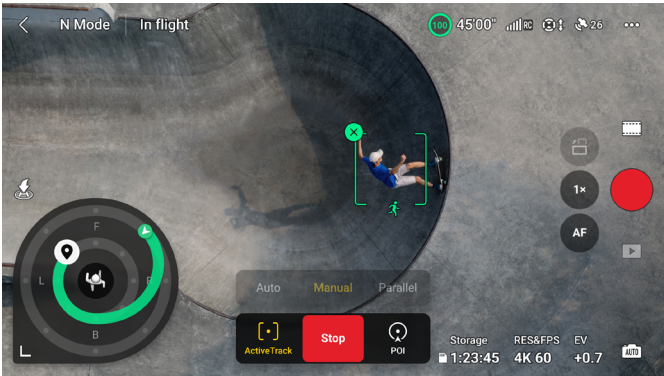 N Mode In flight 100 45'00" RC 26
1×
AF
F
L R
B
Auto Manual Parallel
ActiveTrack Stop POI
Storage RES&FPS EV
1:23:45 4K 60 +0.7 AUTO